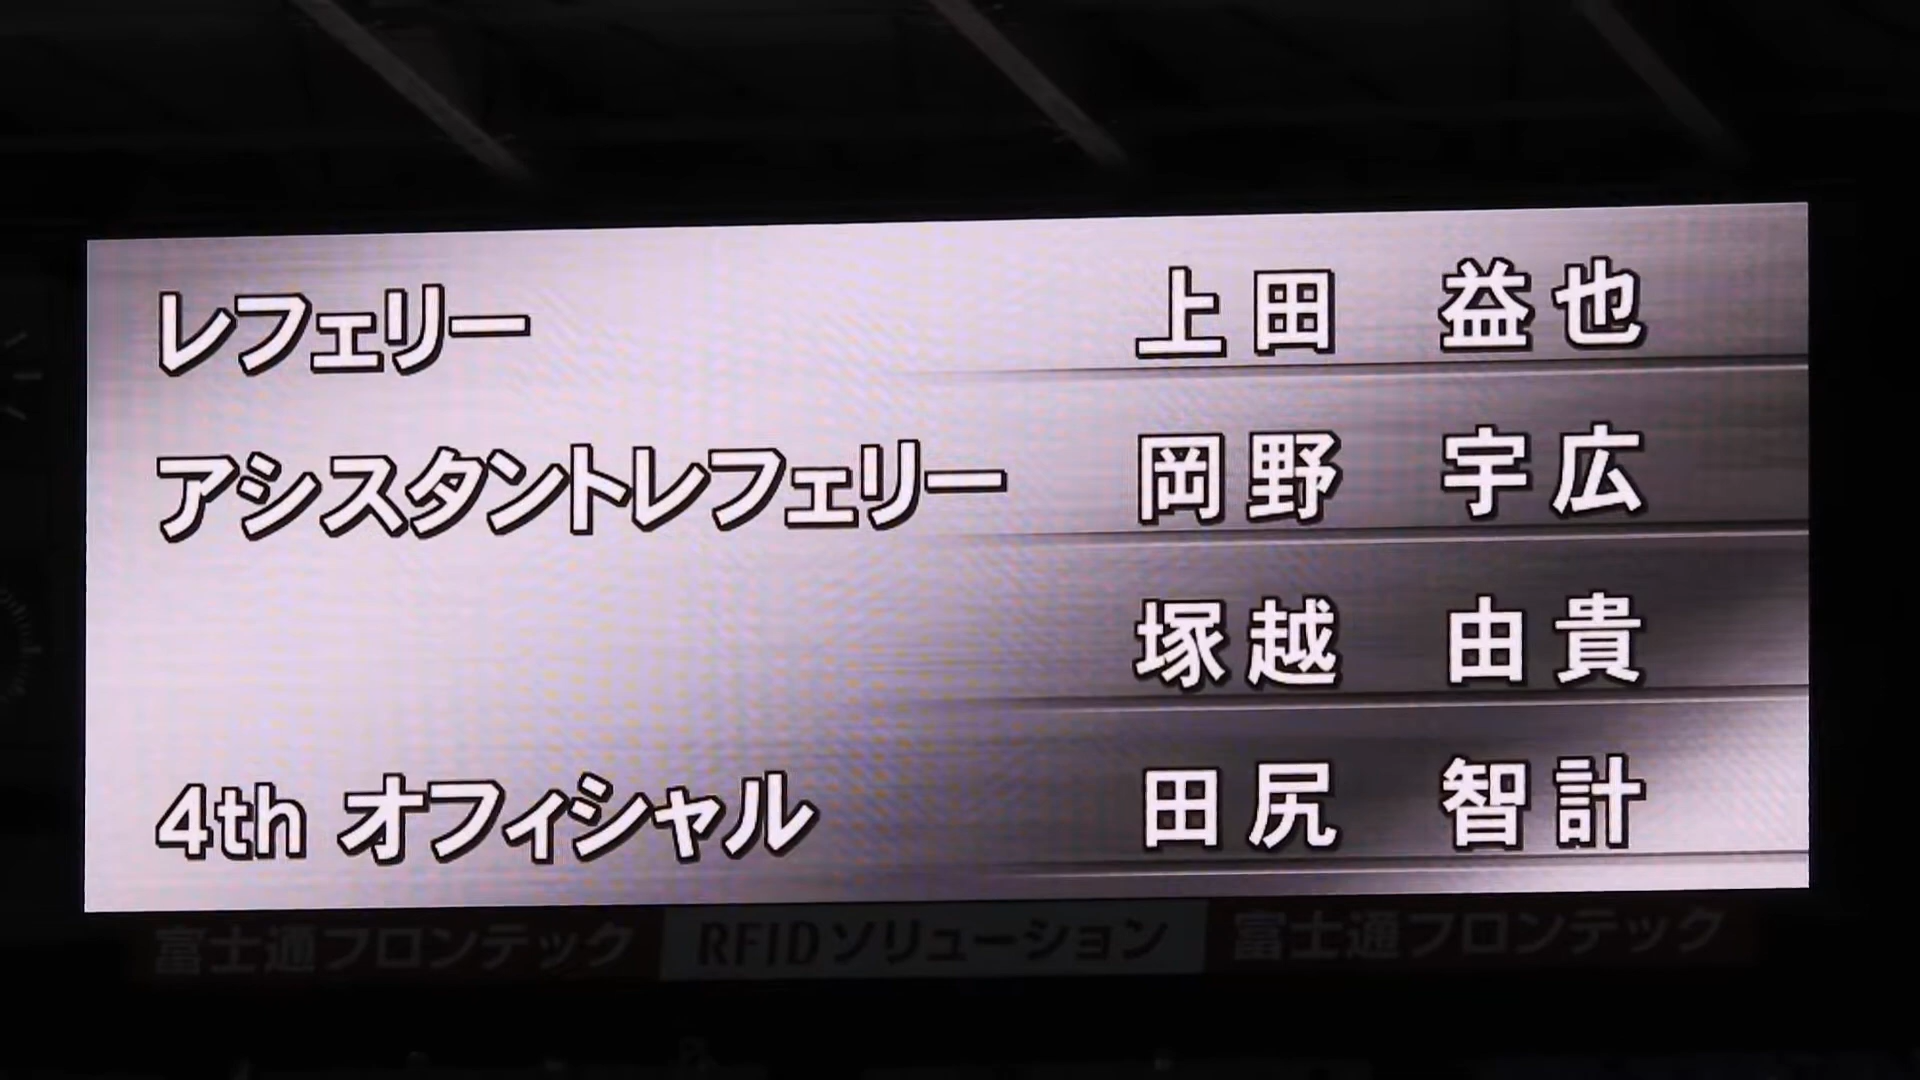 レフェリー 上田 益也
アシスタントレフェリー 岡野 宇広
塚越 由貴
4th オフィシャル 田尻 智計
富士通フロンテック RFIDソリューション 富士通フロンテック